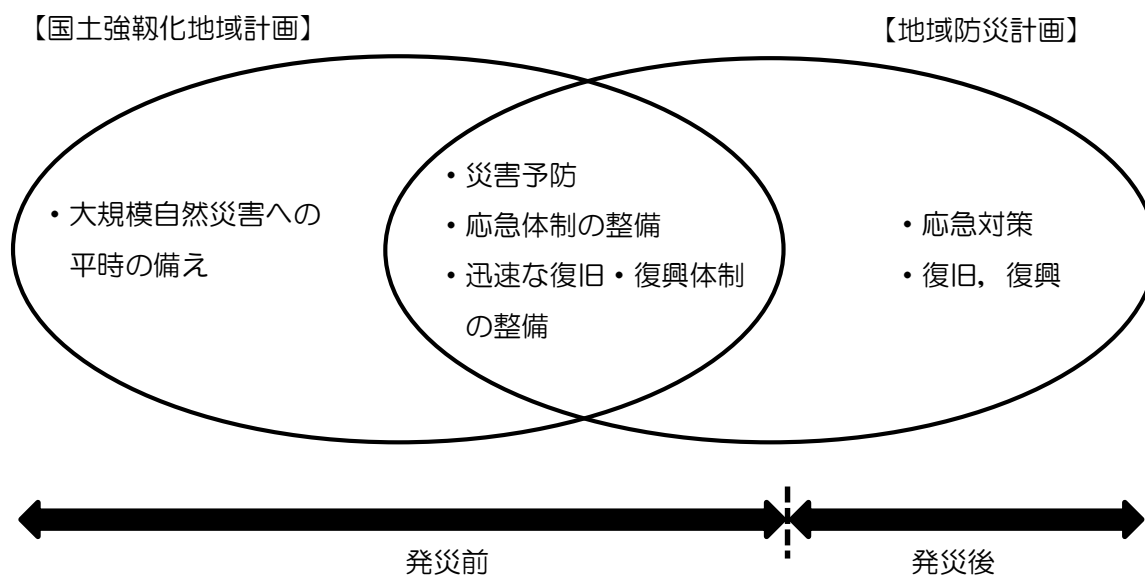 【国土強靱化地域計画】
【地域防災計画】
・大規模自然災害への
平時の備え
・災害予防
・応急体制の整備
・迅速な復旧・復興体制
の整備
・応急対策
・復旧，復興
発災前
発災後